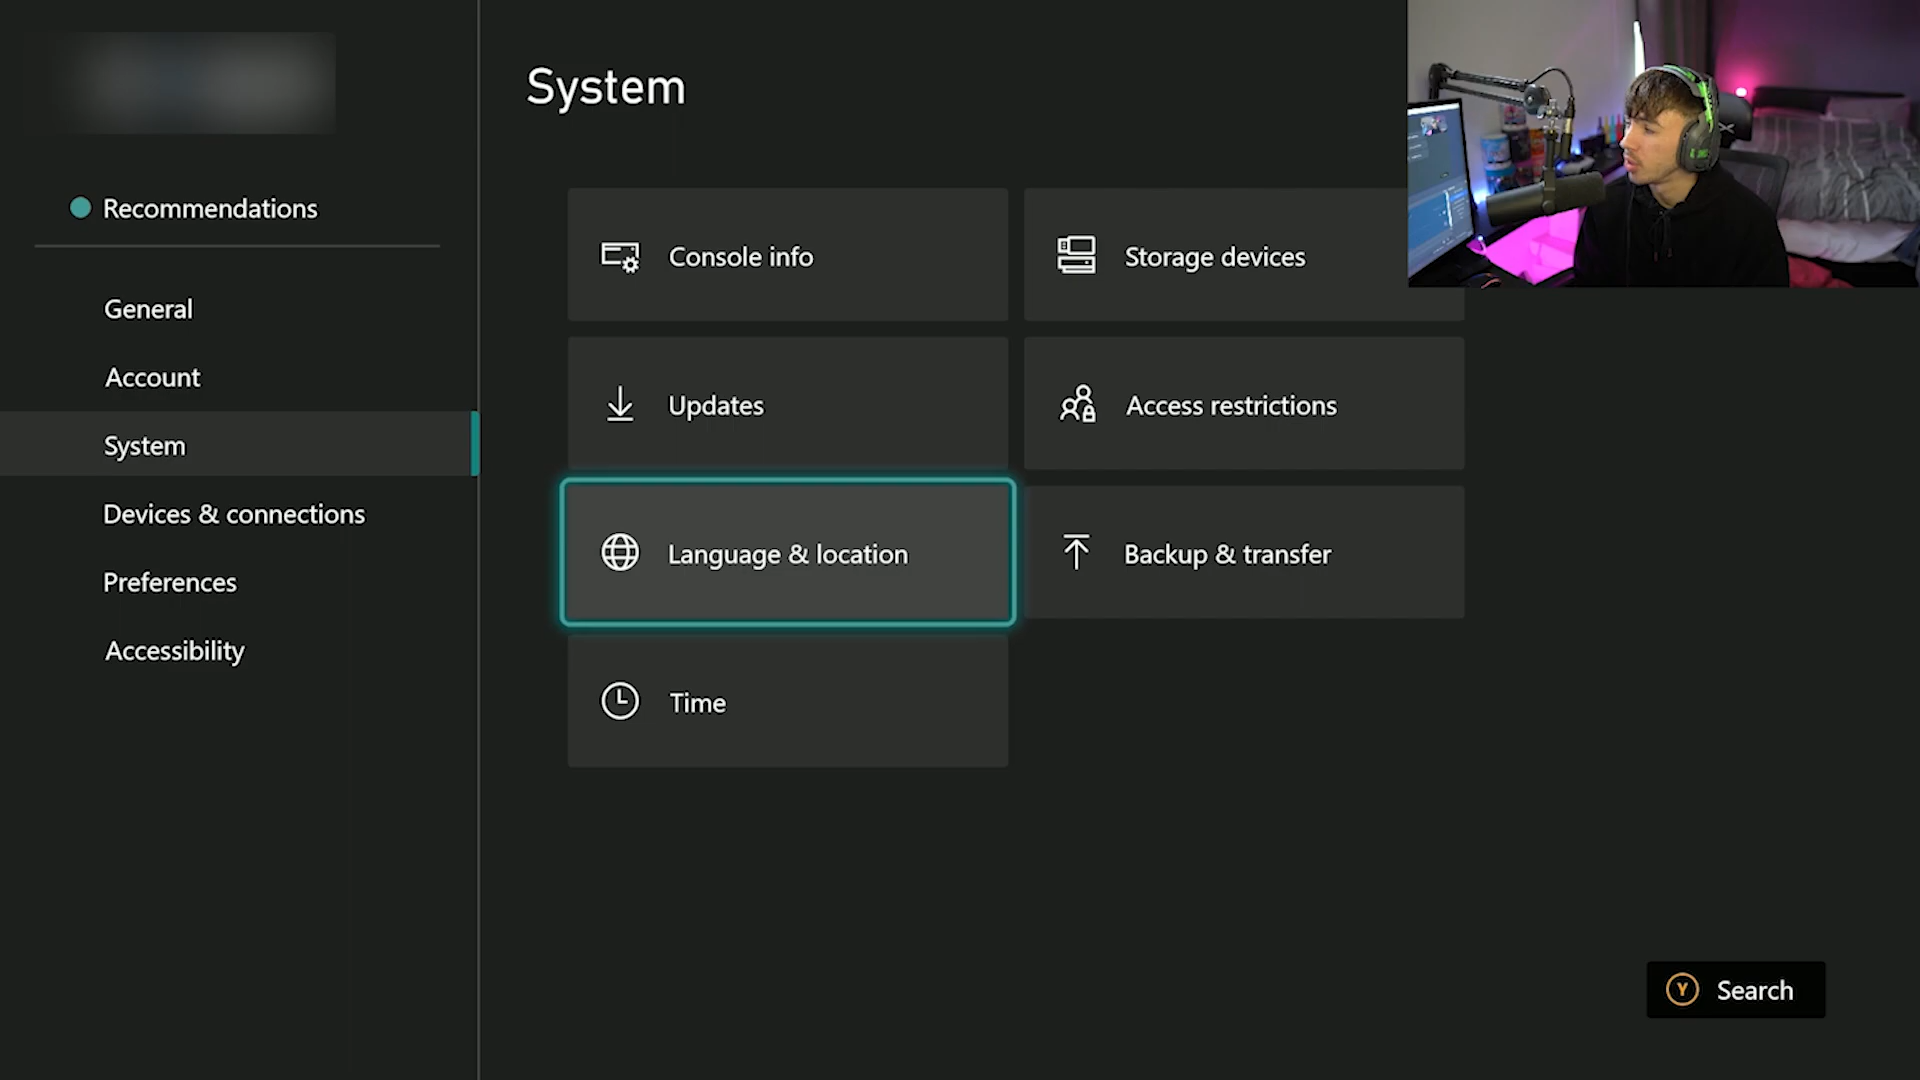 Recommendations
General
Account
System
Devices & connections
Preferences
Accessibility
System
Console info
Storage devices
Updates
Access restrictions
Language & location
Backup & transfer
Time
Y Search